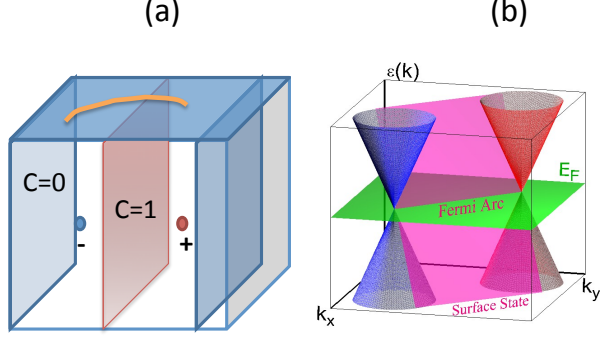 (a)
(b)
C=0
C=1
-
+
ε(k)
E_F
Fermi Arc
Surface State
k_x
k_y